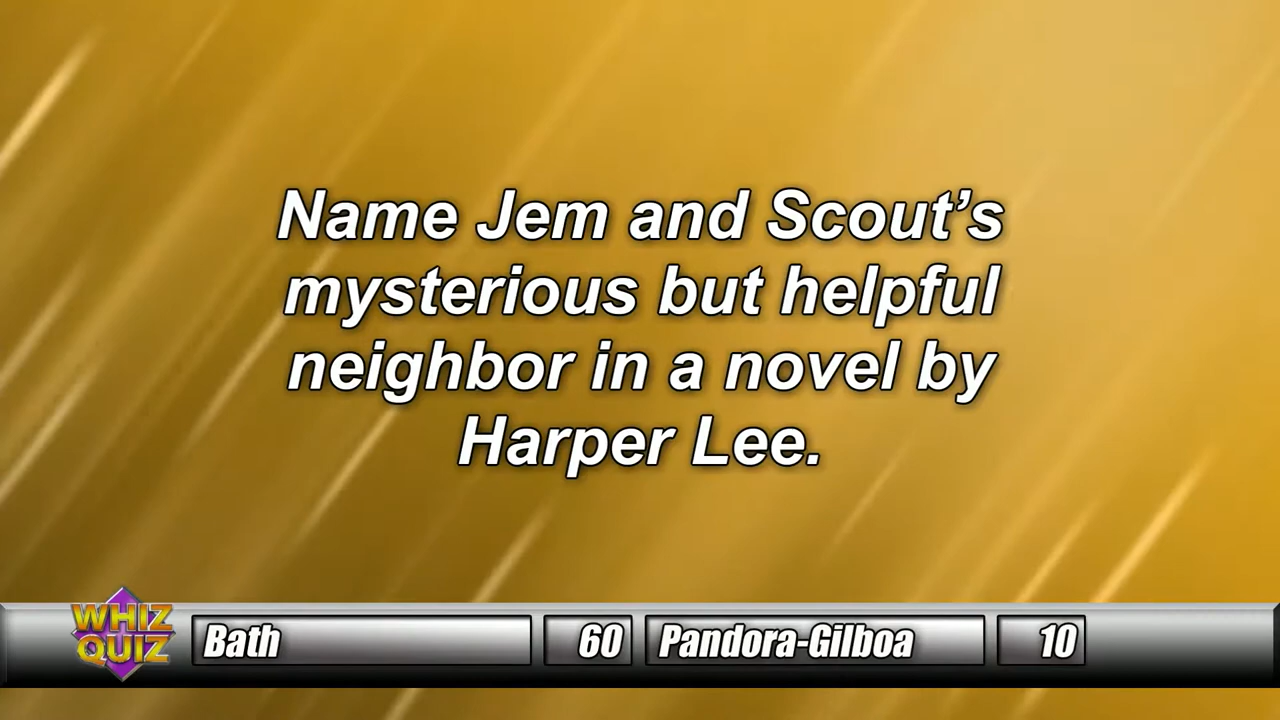 Name Jem and Scout’s
mysterious but helpful
neighbor in a novel by
Harper Lee.
WHIZ
QUIZ
Bath 60 Pandora-Gilboa 10